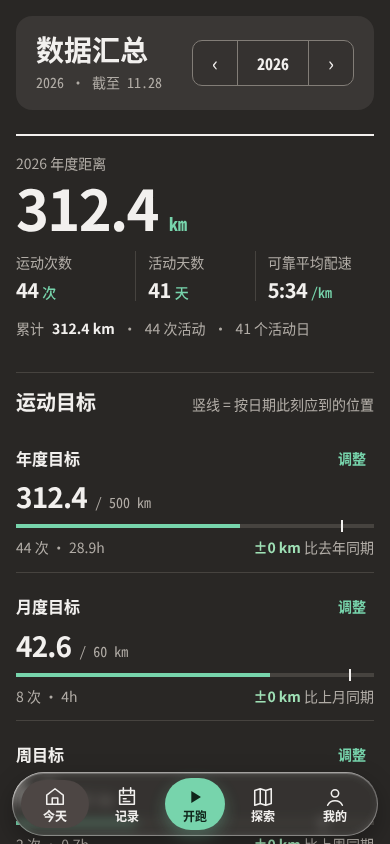 数据汇总
2026 • 截至 11.28
‹ 2026 ›
2026 年度距离
312.4 km
运动次数 活动天数 可靠平均配速
44 次 41 天 5:34 /km
累计 312.4 km • 44 次活动 • 41 个活动日
运动目标 竖线 = 按日期此刻应到的位置
年度目标 调整
312.4 / 500 km
44 次 • 28.9h ±0 km 比去年同期
月度目标 调整
42.6 / 60 km
8 次 • 4h ±0 km 比上月同期
周目标 调整
今天 记录 开跑 探索 我的